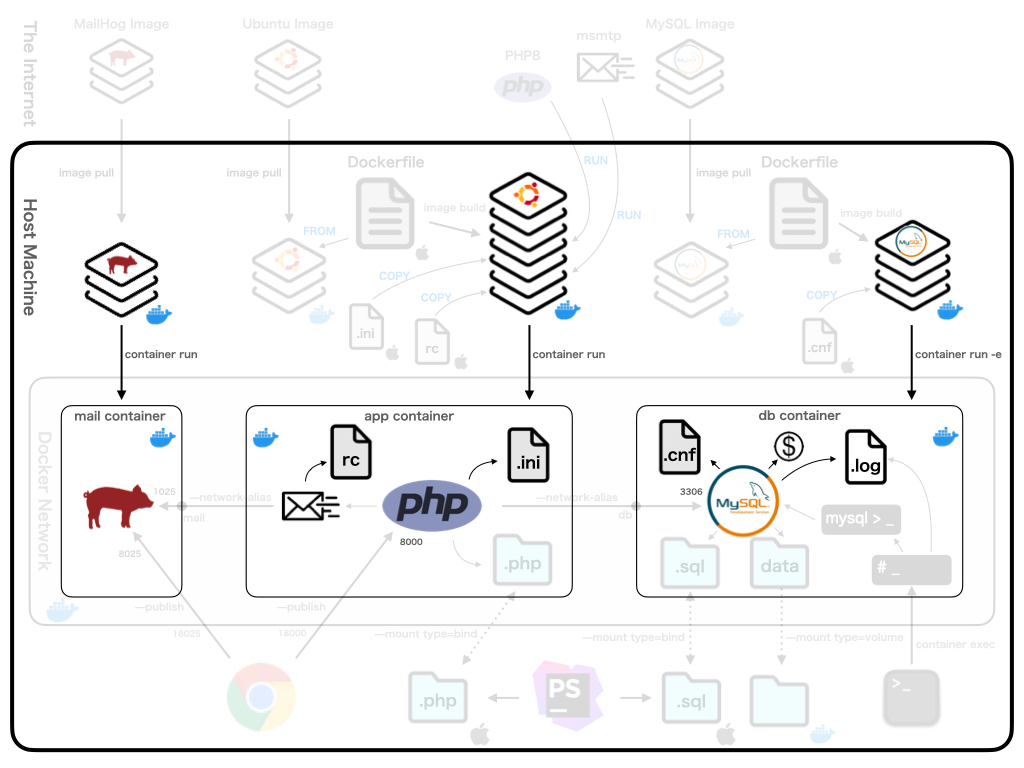 MailHog Image
Ubuntu Image
PHP8
msmtp
MySQL Image
The Internet
php
MySQL
image pull
image pull
Dockerfile
RUN
image pull
Dockerfile
Host Machine
FROM
image build
RUN
FROM
image build
MySQL
MySQL
COPY
COPY
COPY
.ini
rc
.cnf
container run
container run
container run -e
mail container
app container
db container
Docker Network
rc
.ini
.cnf
$
.log
1025
—network-alias
mail
php
8000
—network-alias
db
3306
MySQL
mysql > _
8025
.php
.sql
data
# _
—publish
—publish
18025
18000
—mount type=bind
—mount type=bind
—mount type=volume
container exec
.php
PS
.sql
>_